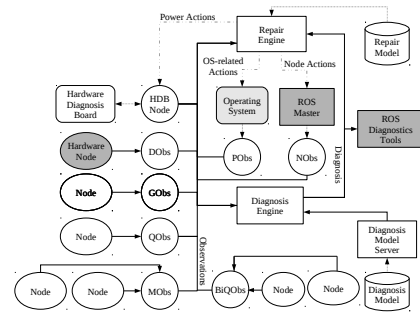 Power Actions
Repair
Engine
Repair
Model
OS-related
Actions
Node Actions
Hardware
Diagnosis
Board
HDB
Node
Operating
System
ROS
Master
ROS
Diagnostics
Tools
Hardware
Node
DObs
PObs
NObs
Diagnosis
Node
GObs
Diagnosis
Engine
Node
QObs
Observations
Diagnosis
Model
Server
Node
Node
MObs
BiQObs
Node
Node
Diagnosis
Model